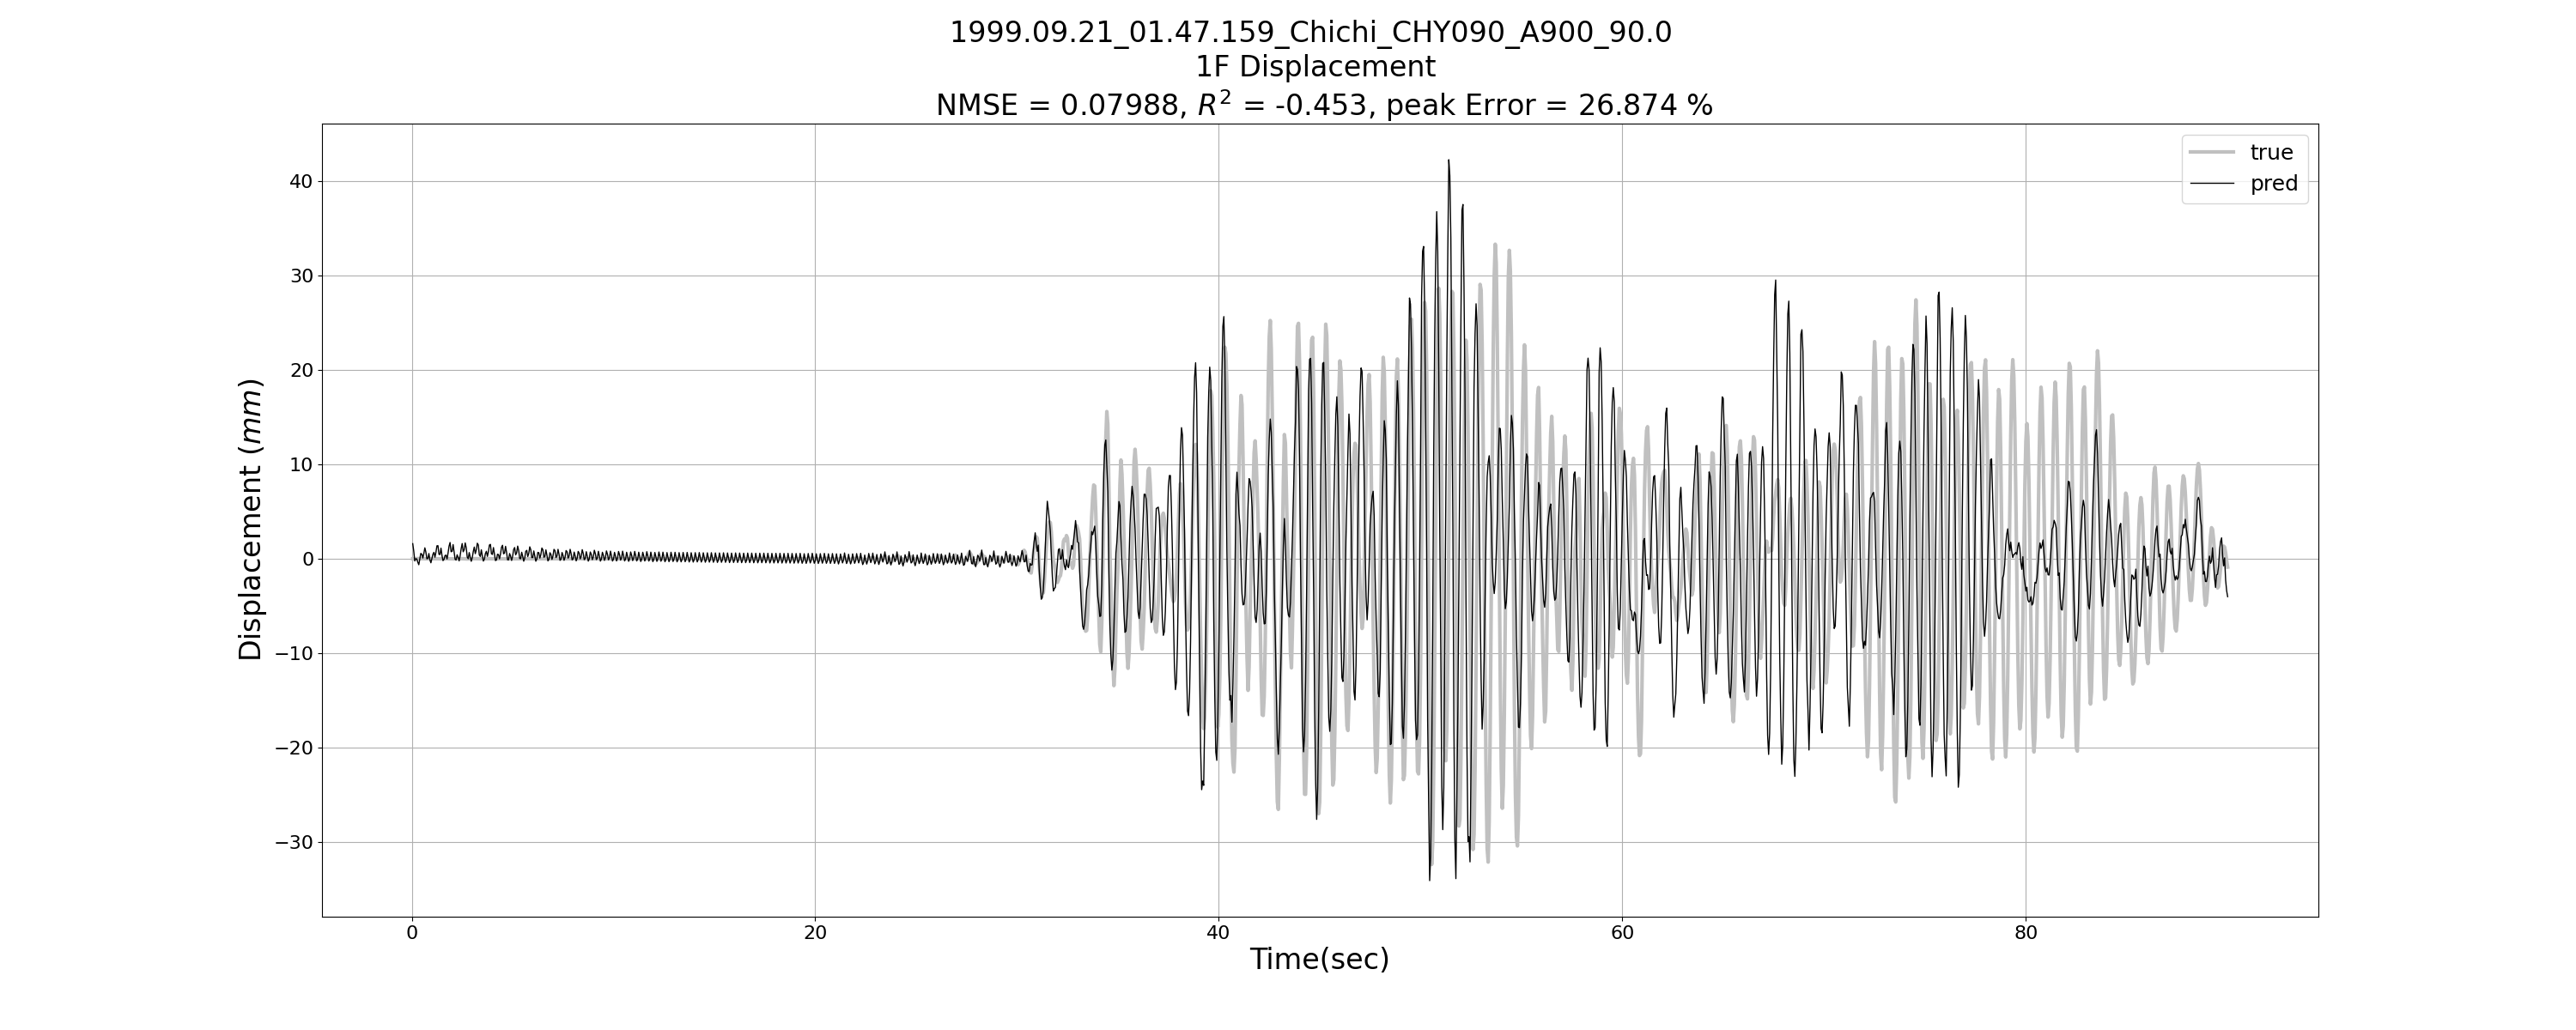 1999.09.21_01.47.159_Chichi_CHY090_A900_90.0
1F Displacement
NMSE = 0.07988, R² = -0.453, peak Error = 26.874 %
true
pred
Displacement (mm)
40
30
20
10
0
−10
−20
−30
0 20 40 60 80
Time(sec)